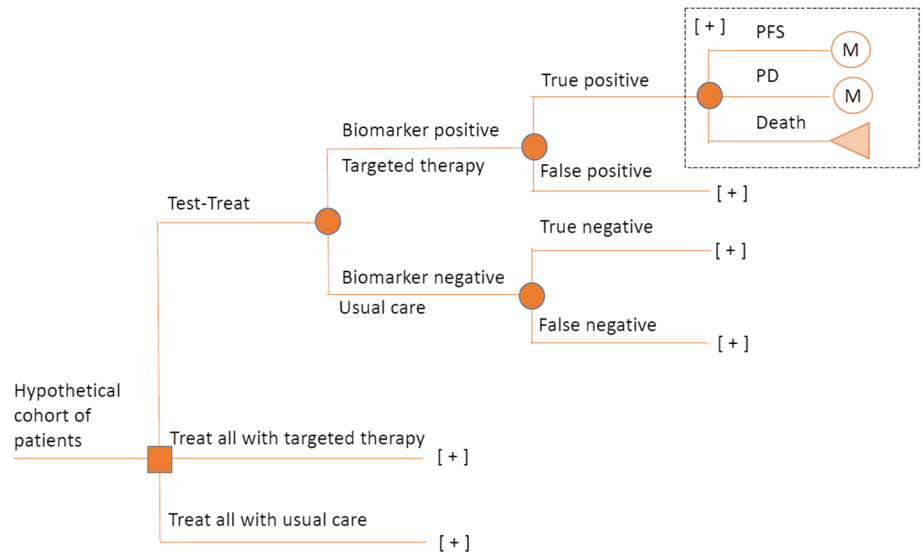 [ + ]
PFS
M
True positive
PD
M
Death
Biomarker positive
Targeted therapy
False positive
[ + ]
Test-Treat
True negative
[ + ]
Biomarker negative
Usual care
False negative
[ + ]
Hypothetical
cohort of
patients
Treat all with targeted therapy
[ + ]
Treat all with usual care
[ + ]